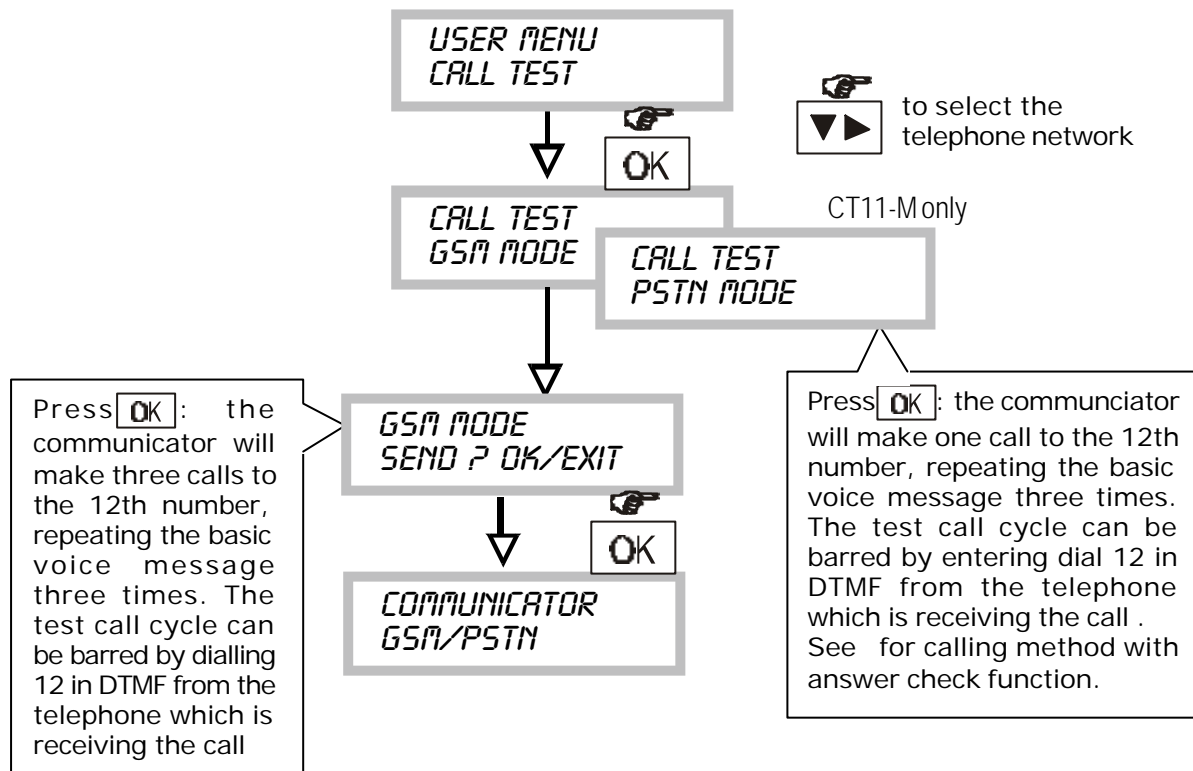 USER MENU
CALL TEST
to select the
telephone network
OK
CT11-M only
CALL TEST
GSM MODE
CALL TEST
PSTN MODE
Press OK : the
communicator will
make three calls to
the 12th number,
repeating the basic
voice message
three times. The
test call cycle can
be barred by dialling
12 in DTMF from the
telephone which is
receiving the call
GSM MODE
SEND ? OK/EXIT
Press OK : the communciator
will make one call to the 12th
number, repeating the basic
voice message three times.
The test call cycle can be
barred by entering dial 12 in
DTMF from the telephone
which is receiving the call .
See for calling method with
answer check function.
OK
COMMUNICATOR
GSM/PSTN